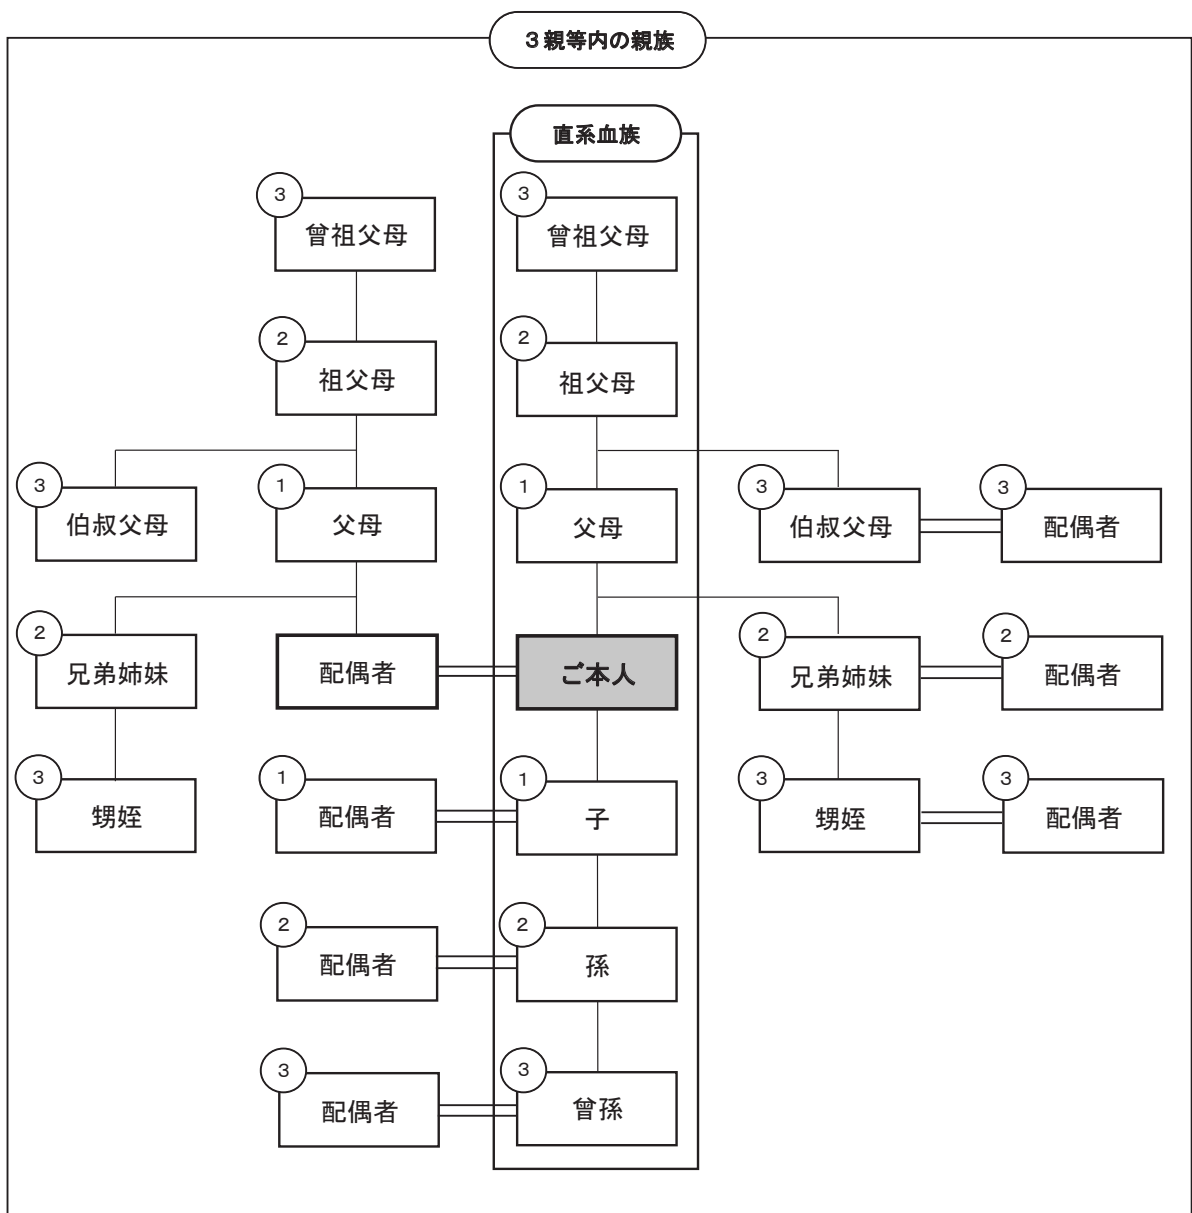 3親等内の親族
直系血族
3
曾祖父母
3
曾祖父母
2
祖父母
2
祖父母
3
伯叔父母
1
父母
1
父母
3
伯叔父母
3
配偶者
2
兄弟姉妹
配偶者
ご本人
2
兄弟姉妹
2
配偶者
3
甥姪
1
配偶者
1
子
3
甥姪
3
配偶者
2
配偶者
2
孫
3
配偶者
3
曾孫